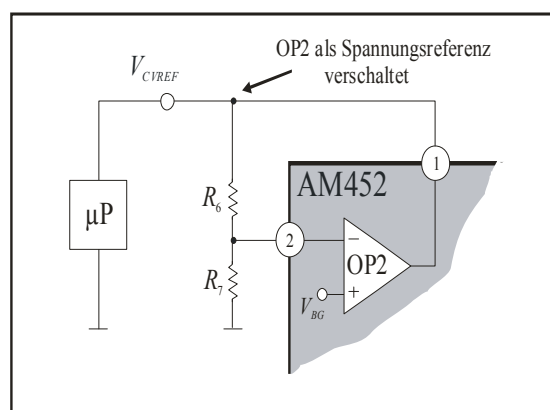 OP2 als Spannungsreferenz
verschaltet
V_CVREF
1
AM452
µP
R_6
2
−
OP2
R_7
V_BG
+